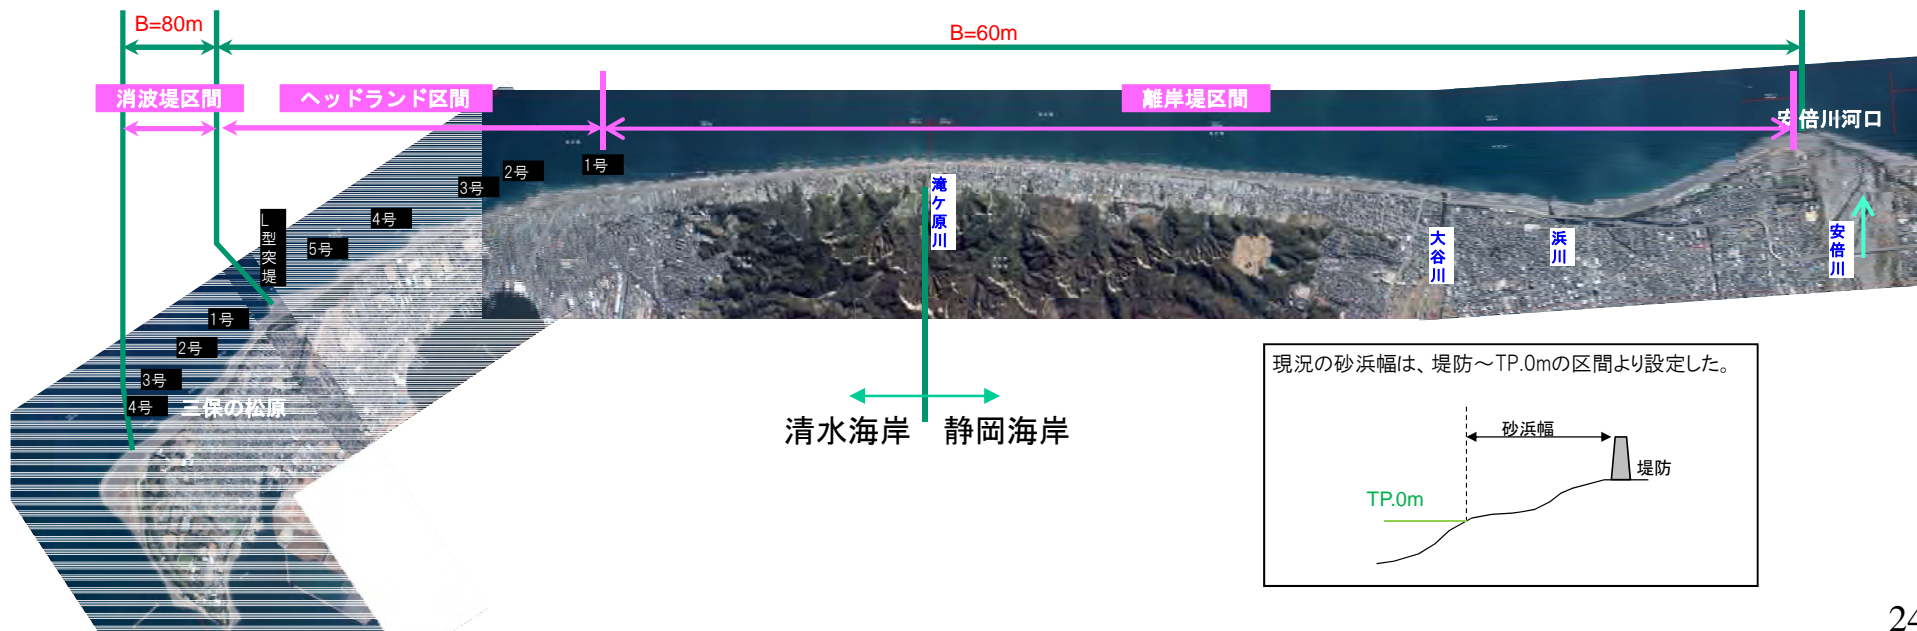 B=80m
B=60m
消波堤区間
ヘッドランド区間
離岸堤区間
安倍川河口
1号
2号
3号
4号
5号
L型突堤
1号
2号
3号
4号
三保の松原
滝ケ原川
大谷川
浜川
安倍川
清水海岸
静岡海岸
現況の砂浜幅は、堤防~TP.0mの区間より設定した。
砂浜幅
堤防
TP.0m
24